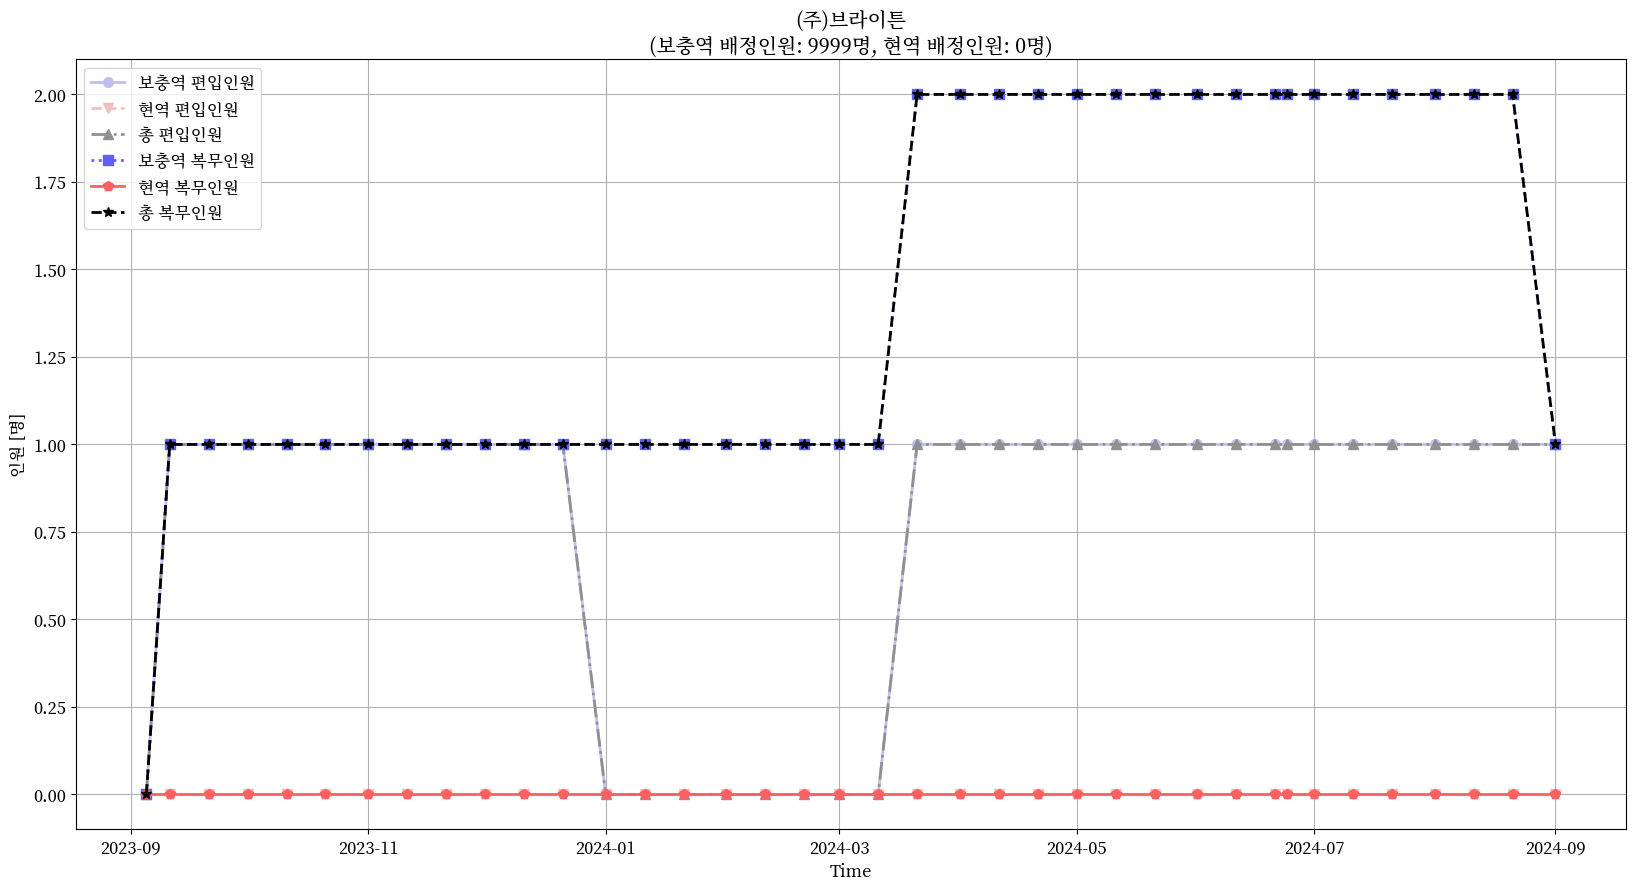 (주)브라이튼
(보충역 배정인원: 9999명, 현역 배정인원: 0명)
보충역 편입인원
현역 편입인원
총 편입인원
보충역 복무인원
현역 복무인원
총 복무인원
2.00
1.75
1.50
1.25
1.00
0.75
0.50
0.25
0.00
인원 [명]
2023-09
2023-11
2024-01
2024-03
2024-05
2024-07
2024-09
Time